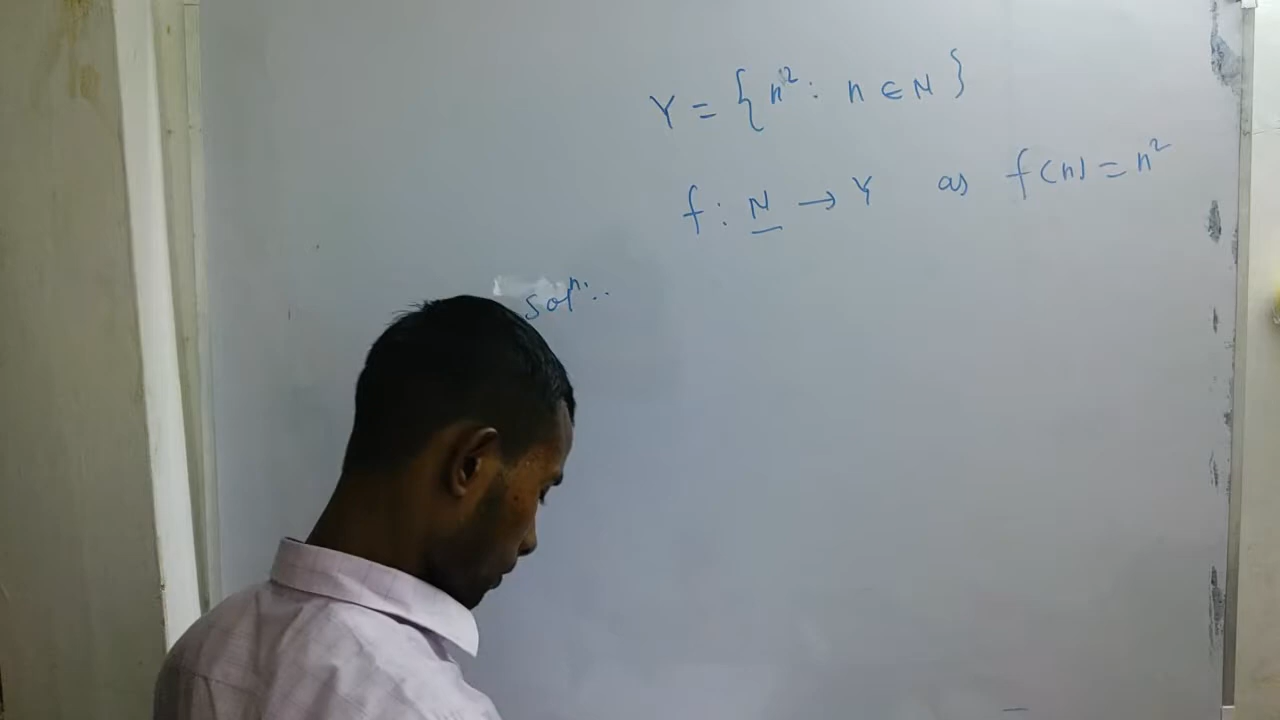 Y = { n² : n ∈ N }
f : N → Y as f(n) = n²
Solⁿ:.